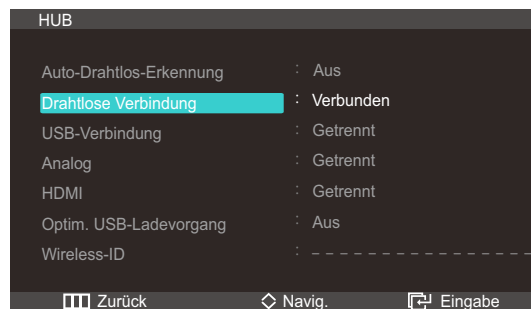 HUB
Auto-Drahtlos-Erkennung : Aus
Drahtlose Verbindung : Verbunden
USB-Verbindung : Getrennt
Analog : Getrennt
HDMI : Getrennt
Optim. USB-Ladevorgang : Aus
Wireless-ID : _ _ _ _ _ _ _ _ _ _ _ _ _ _ _ _ _
Zurück Navig. Eingabe